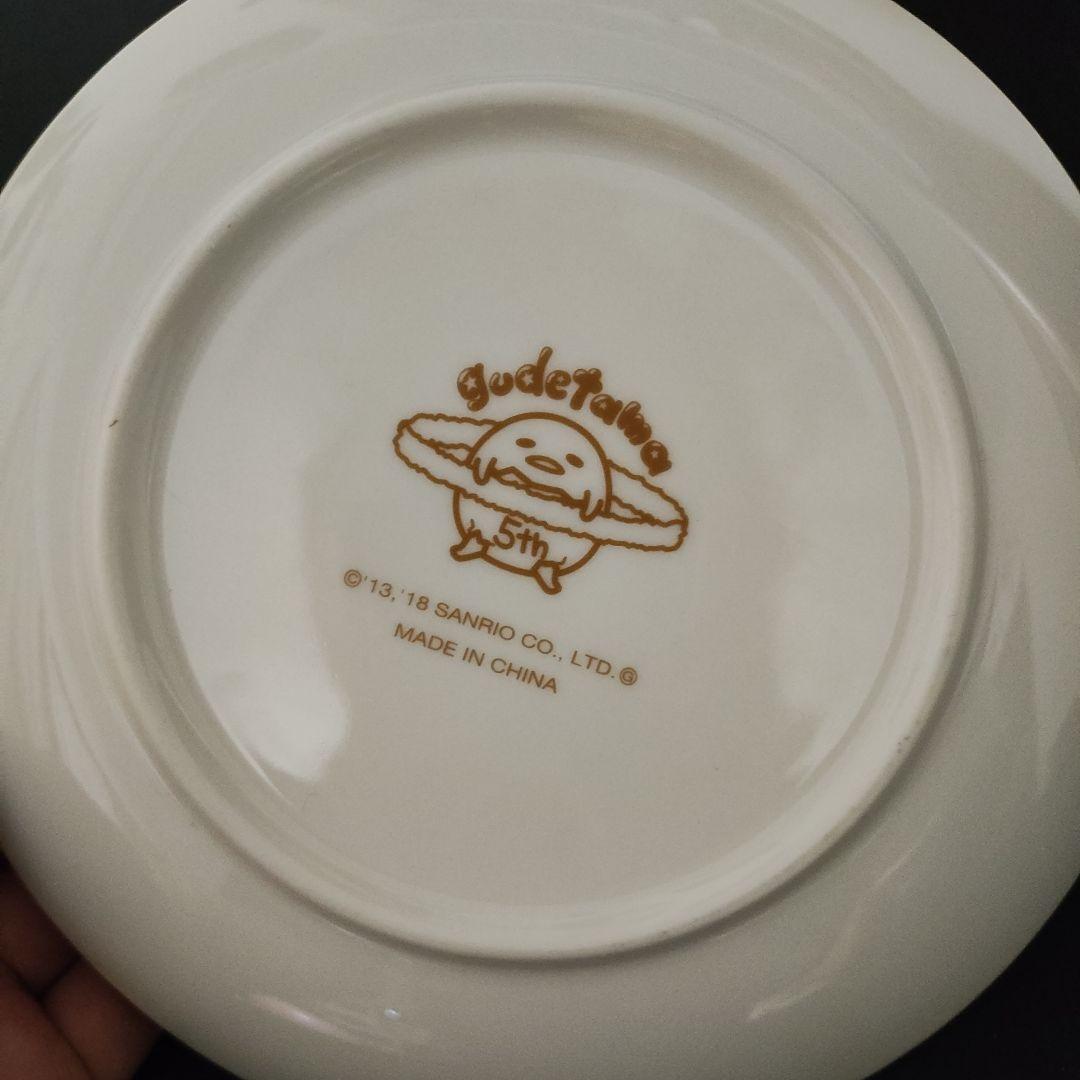 gudetama
5th
©'13,'18 SANRIO CO., LTD. Ⓖ
MADE IN CHINA